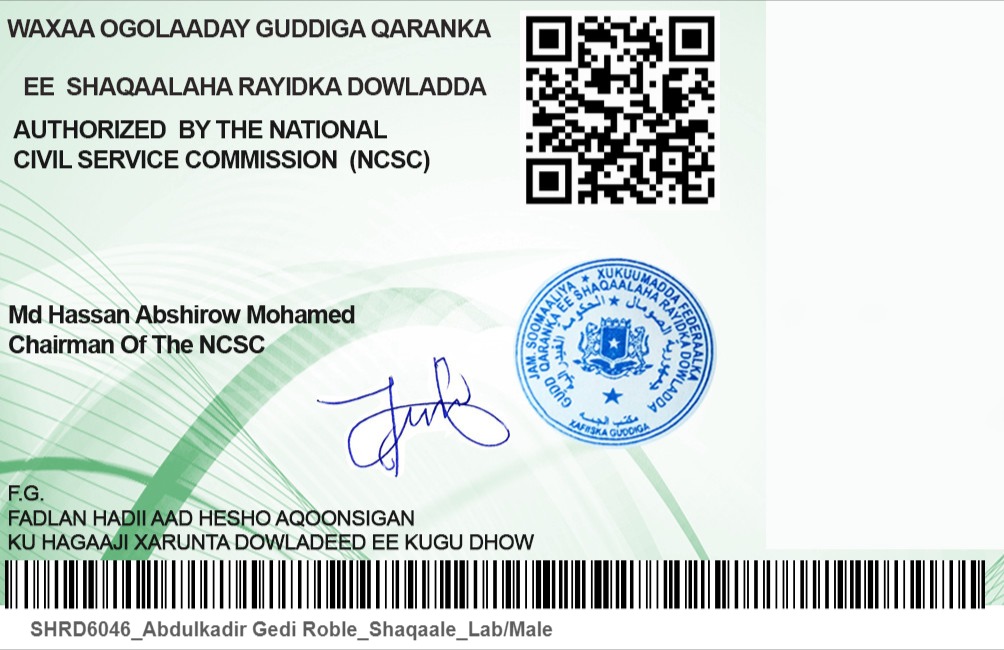 WAXAA OGOLAADAY GUDDIGA QARANKA
EE SHAQAALAHA RAYIDKA DOWLADDA
AUTHORIZED BY THE NATIONAL
CIVIL SERVICE COMMISSION (NCSC)
Md Hassan Abshirow Mohamed
Chairman Of The NCSC
JAM. SOOMAALIYA ★ XUKUUMADDA FEDERAALKA
GUDD QARANKA EE SHAQAALAHA RAYIDKA DOWLADDA
XAFIISKA GUDDIGA
F.G.
FADLAN HADII AAD HESHO AQOONSIGAN
KU HAGAAJI XARUNTA DOWLADEED EE KUGU DHOW
SHRD6046_Abdulkadir Gedi Roble_Shaqaale_Lab/Male